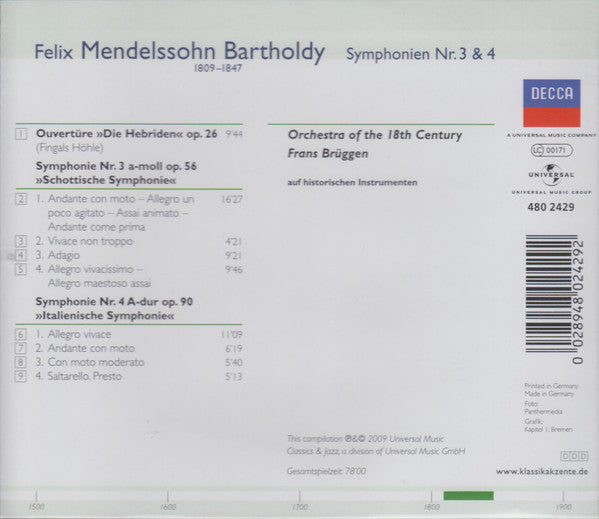 Felix Mendelssohn Bartholdy Symphonien Nr. 3 & 4
1809–1847
1 Ouvertüre »Die Hebriden« op. 26 9'44
(Fingals Höhle)
Symphonie Nr. 3 a-moll op. 56
»Schottische Symphonie«
2 1. Andante con moto – Allegro un 16'27
poco agitato – Assai animato –
Andante come prima
3 2. Vivace non troppo 4'21
4 3. Adagio 9'21
5 4. Allegro vivacissimo – 9'46
Allegro maestoso assai
Symphonie Nr. 4 A-dur op. 90
»Italienische Symphonie«
6 1. Allegro vivace 11'09
7 2. Andante con moto 6'19
8 3. Con moto moderato 5'40
9 4. Saltarello. Presto 5'13
Orchestra of the 18th Century
Frans Brüggen
auf historischen Instrumenten
This compilation ℗&© 2009 Universal Music
Classics & Jazz, a division of Universal Music GmbH
Gesamtspielzeit: 78'00
DECCA
A UNIVERSAL MUSIC COMPANY
LC 00171
UNIVERSAL
UNIVERSAL MUSIC GROUP
480 2429
0 028948 024292
Printed in Germany
Made in Germany
Foto:
Panthermedia
Grafik:
Kapitel 1, Bremen
DDD
www.klassikakzente.de
1500 1600 1700 1800 1900